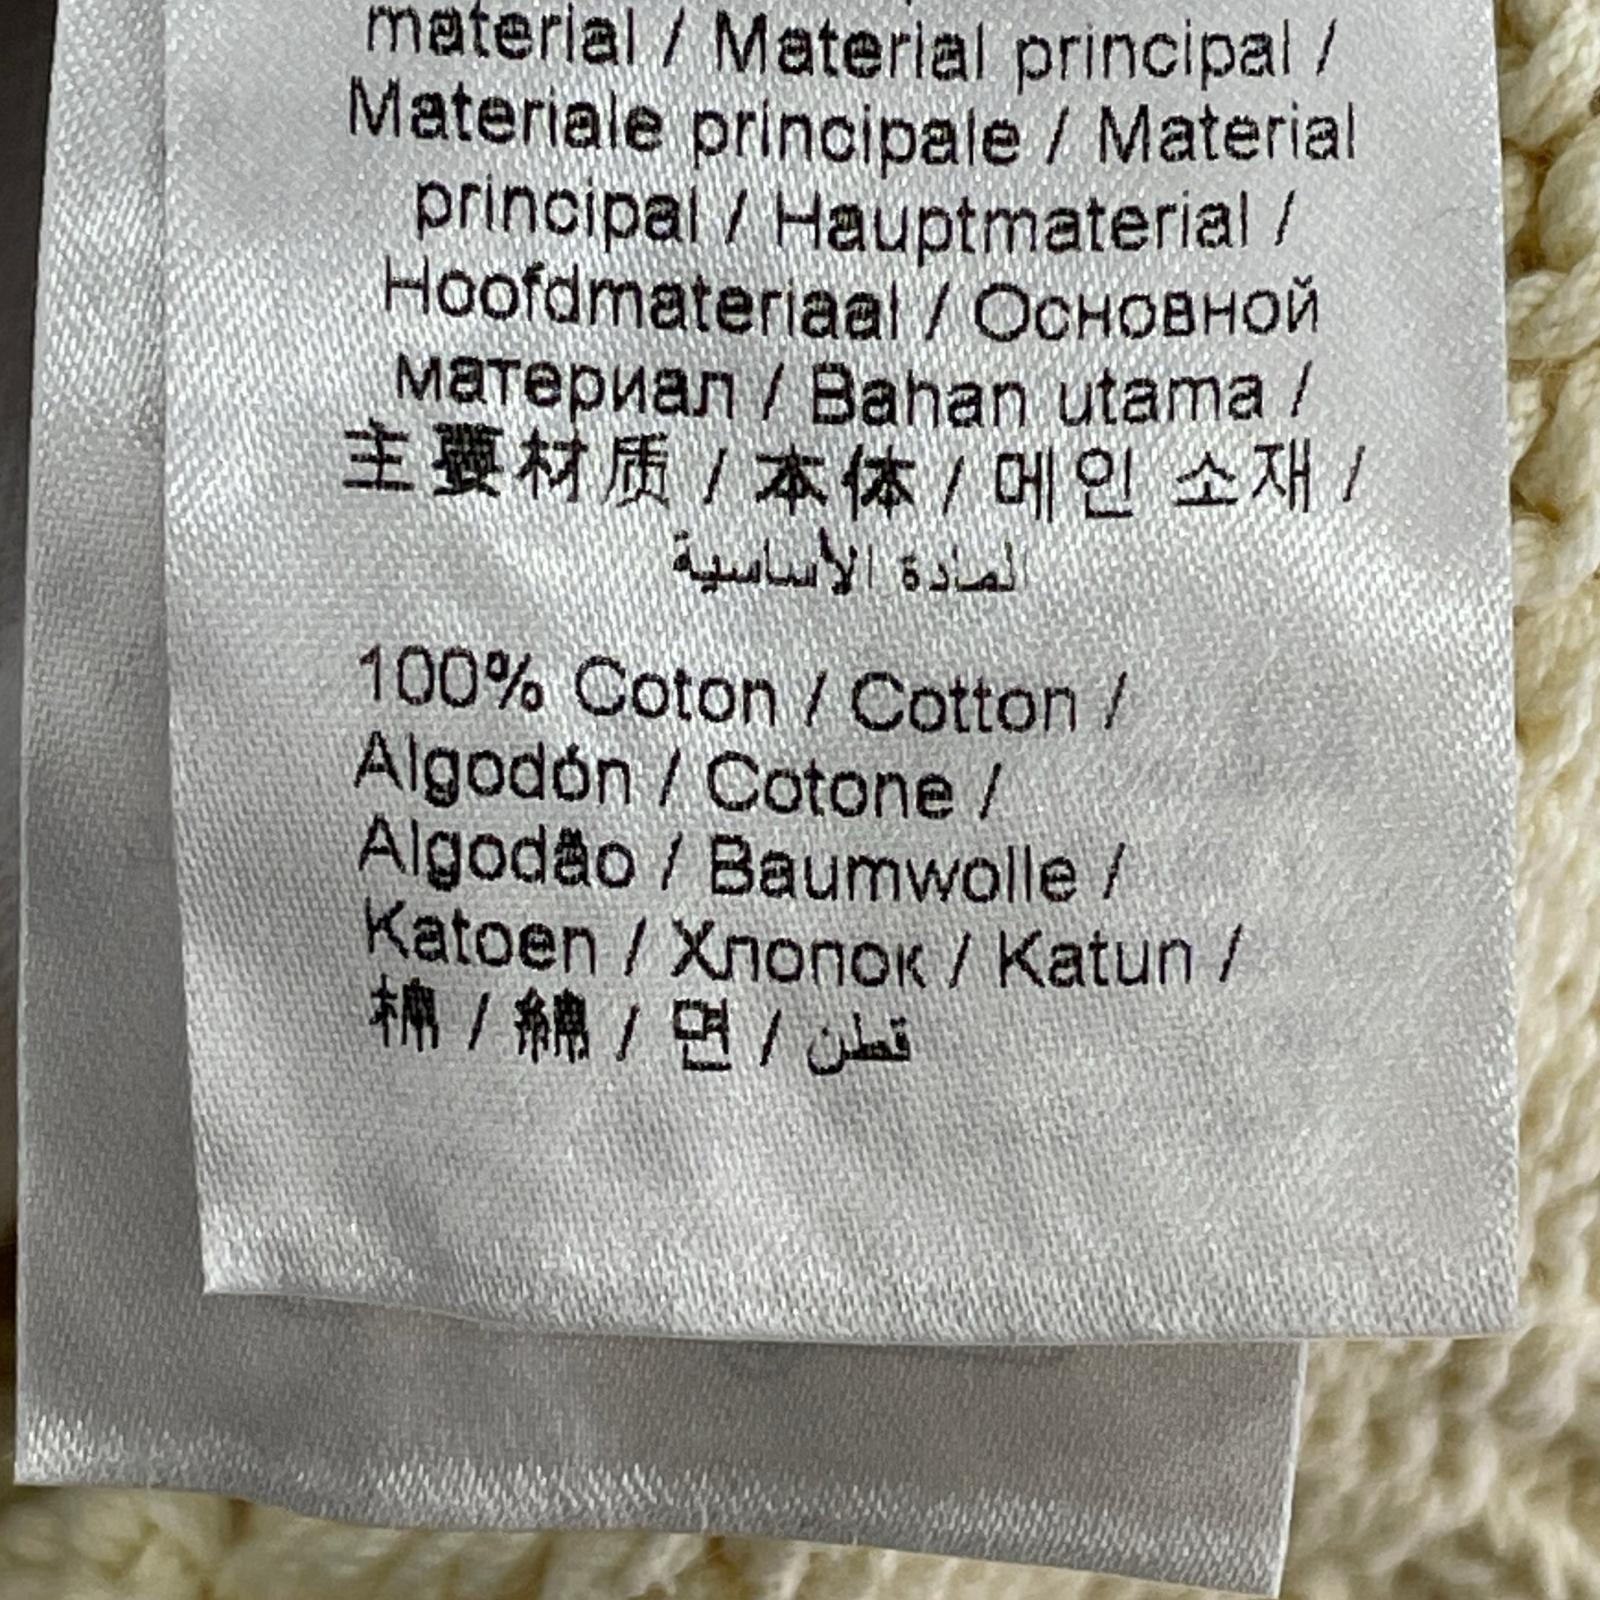 material / Material principal /
Materiale principale / Material
principal / Hauptmaterial /
Hoofdmateriaal / Основной
материал / Bahan utama /
主要材质 / 本体 / 메인 소재 /
المادة الأساسية
100% Coton / Cotton /
Algodón / Cotone /
Algodão / Baumwolle /
Katoen / Хлопок / Katun /
棉 / 綿 / 면 / قطن